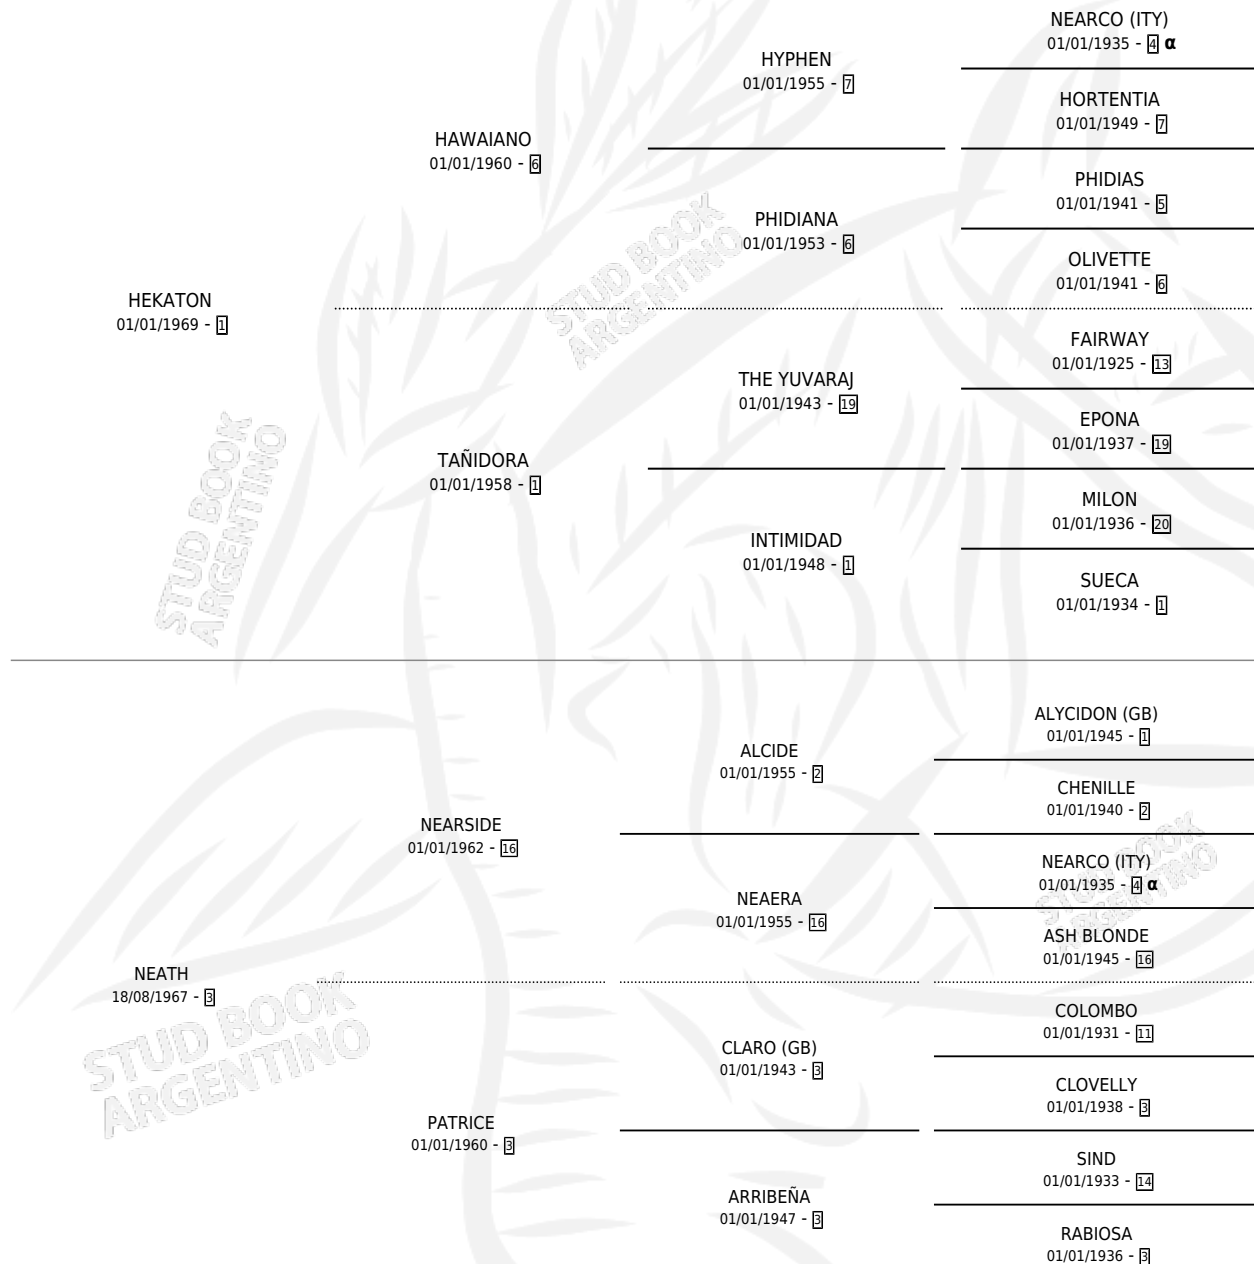 NEARCO (ITY)
01/01/1935 - 4 α
HYPHEN
01/01/1955 - 7
HORTENTIA
01/01/1949 - 7
HAWAIANO
01/01/1960 - 6
PHIDIAS
01/01/1941 - 5
PHIDIANA
01/01/1953 - 6
OLIVETTE
01/01/1941 - 6
HEKATON
01/01/1969 - 1
FAIRWAY
01/01/1925 - 13
THE YUVARAJ
01/01/1943 - 19
EPONA
01/01/1937 - 19
TAÑIDORA
01/01/1958 - 1
MILON
01/01/1936 - 20
INTIMIDAD
01/01/1948 - 1
SUECA
01/01/1934 - 1
STUD BOOK
ARGENTINO
STUD BOOK
ARGENTINO
ALYCIDON (GB)
01/01/1945 - 1
ALCIDE
01/01/1955 - 2
CHENILLE
01/01/1940 - 2
NEARSIDE
01/01/1962 - 16
NEARCO (ITY)
01/01/1935 - 4 α
NEAERA
01/01/1955 - 16
ASH BLONDE
01/01/1945 - 16
NEATH
18/08/1967 - 3
COLOMBO
01/01/1931 - 11
CLARO (GB)
01/01/1943 - 3
CLOVELLY
01/01/1938 - 3
PATRICE
01/01/1960 - 3
SIND
01/01/1933 - 14
ARRIBEÑA
01/01/1947 - 3
RABIOSA
01/01/1936 - 3
STUD BOOK
ARGENTINO
STUD BOOK
ARGENTINO